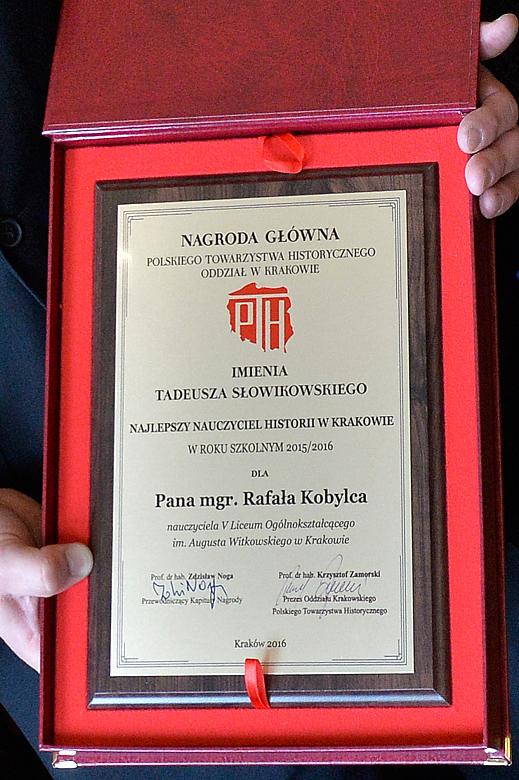 NAGRODA GŁÓWNA
POLSKIEGO TOWARZYSTWA HISTORYCZNEGO
ODDZIAŁ W KRAKOWIE
PTH
IMIENIA
TADEUSZA SŁOWIKOWSKIEGO
NAJLEPSZY NAUCZYCIEL HISTORII W KRAKOWIE
W ROKU SZKOLNYM 2015/2016
DLA
Pana mgr. Rafała Kobylca
nauczyciela V Liceum Ogólnokształcącego
im. Augusta Witkowskiego w Krakowie
Prof. dr hab. Zdzisław Noga
Przewodniczący Kapituły Nagrody
Prof. dr hab. Krzysztof Zamorski
Prezes Oddziału Krakowskiego
Polskiego Towarzystwa Historycznego
Kraków 2016